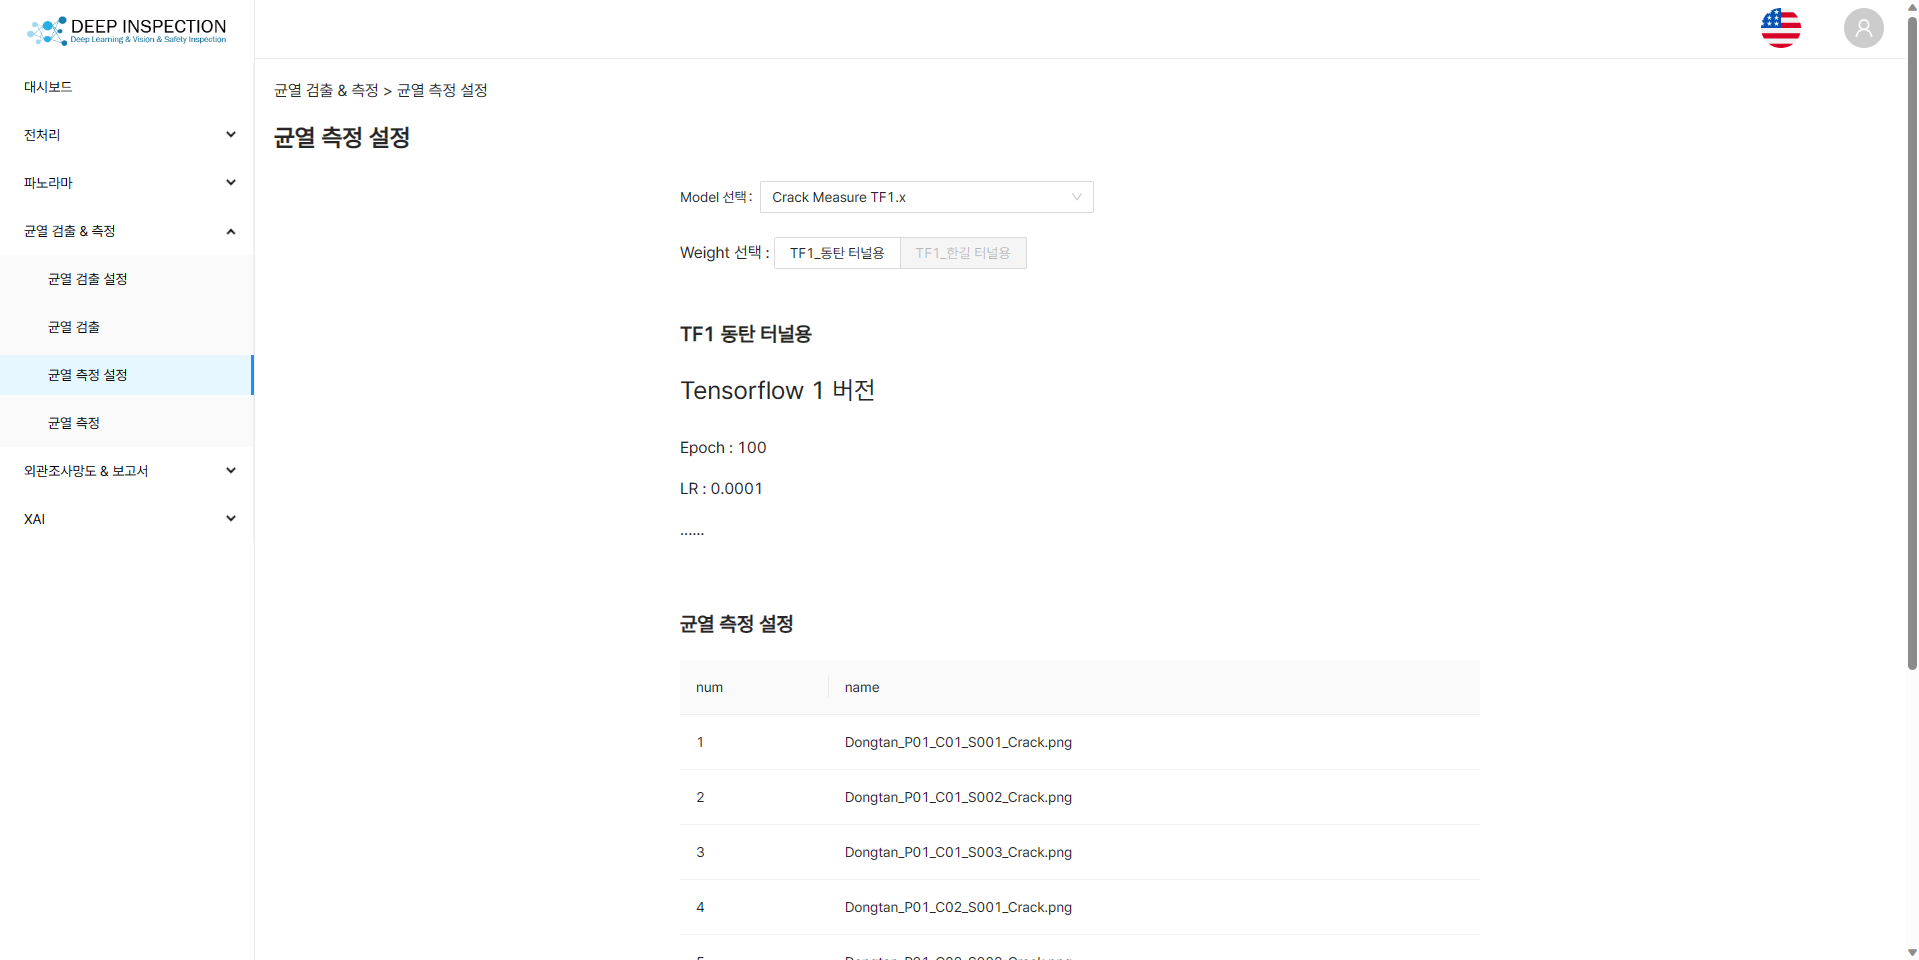 DEEP INSPECTION
Deep Learning & Vision & Safety Inspection
대시보드
전처리
파노라마
균열 검출 & 측정
균열 검출 설정
균열 검출
균열 측정 설정
균열 측정
외관조사망도 & 보고서
XAI
균열 검출 & 측정 > 균열 측정 설정
균열 측정 설정
Model 선택: Crack Measure TF1.x
Weight 선택 : TF1_동탄 터널용 TF1_한길 터널용
TF1 동탄 터널용
Tensorflow 1 버전
Epoch : 100
LR : 0.0001
......
균열 측정 설정
num name
1 Dongtan_P01_C01_S001_Crack.png
2 Dongtan_P01_C01_S002_Crack.png
3 Dongtan_P01_C01_S003_Crack.png
4 Dongtan_P01_C02_S001_Crack.png